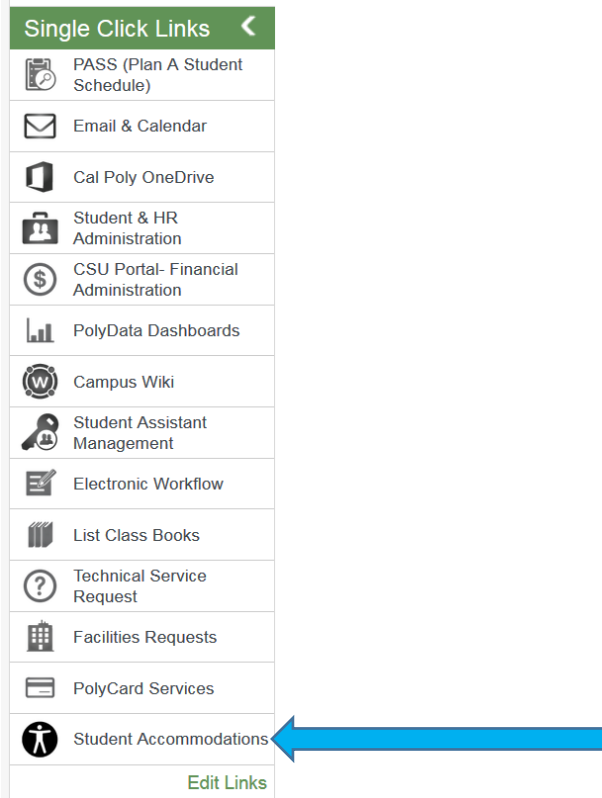 Single Click Links
PASS (Plan A Student
Schedule)
Email & Calendar
Cal Poly OneDrive
Student & HR
Administration
$
CSU Portal- Financial
Administration
PolyData Dashboards
W
Campus Wiki
Student Assistant
Management
Electronic Workflow
List Class Books
?
Technical Service
Request
Facilities Requests
PolyCard Services
Student Accommodations
Edit Links